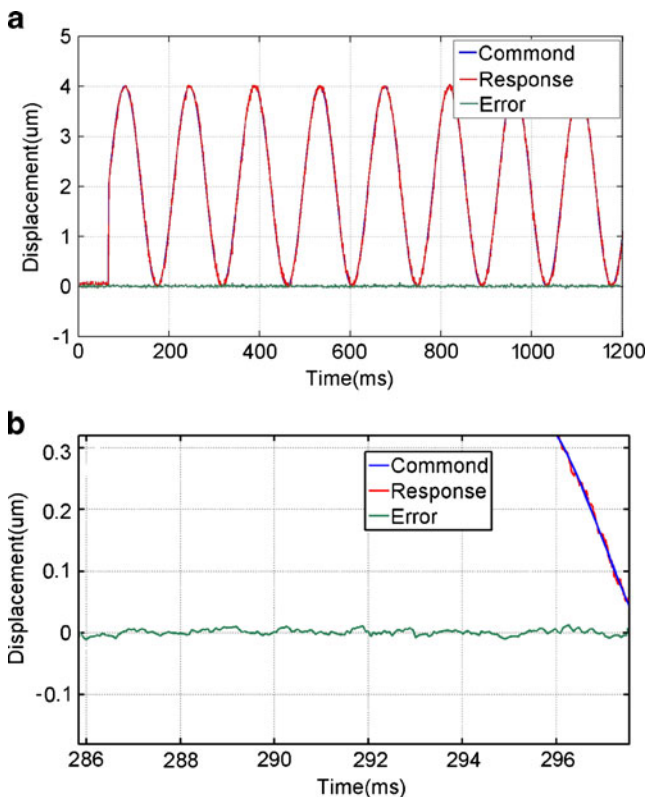 a
5
4
3
2
1
0
-1
Displacement(um)
Commond
Response
Error
0 200 400 600 800 1000 1200
Time(ms)
b
0.3
0.2
0.1
0
-0.1
Displacement(um)
Commond
Response
Error
286 288 290 292 294 296
Time(ms)